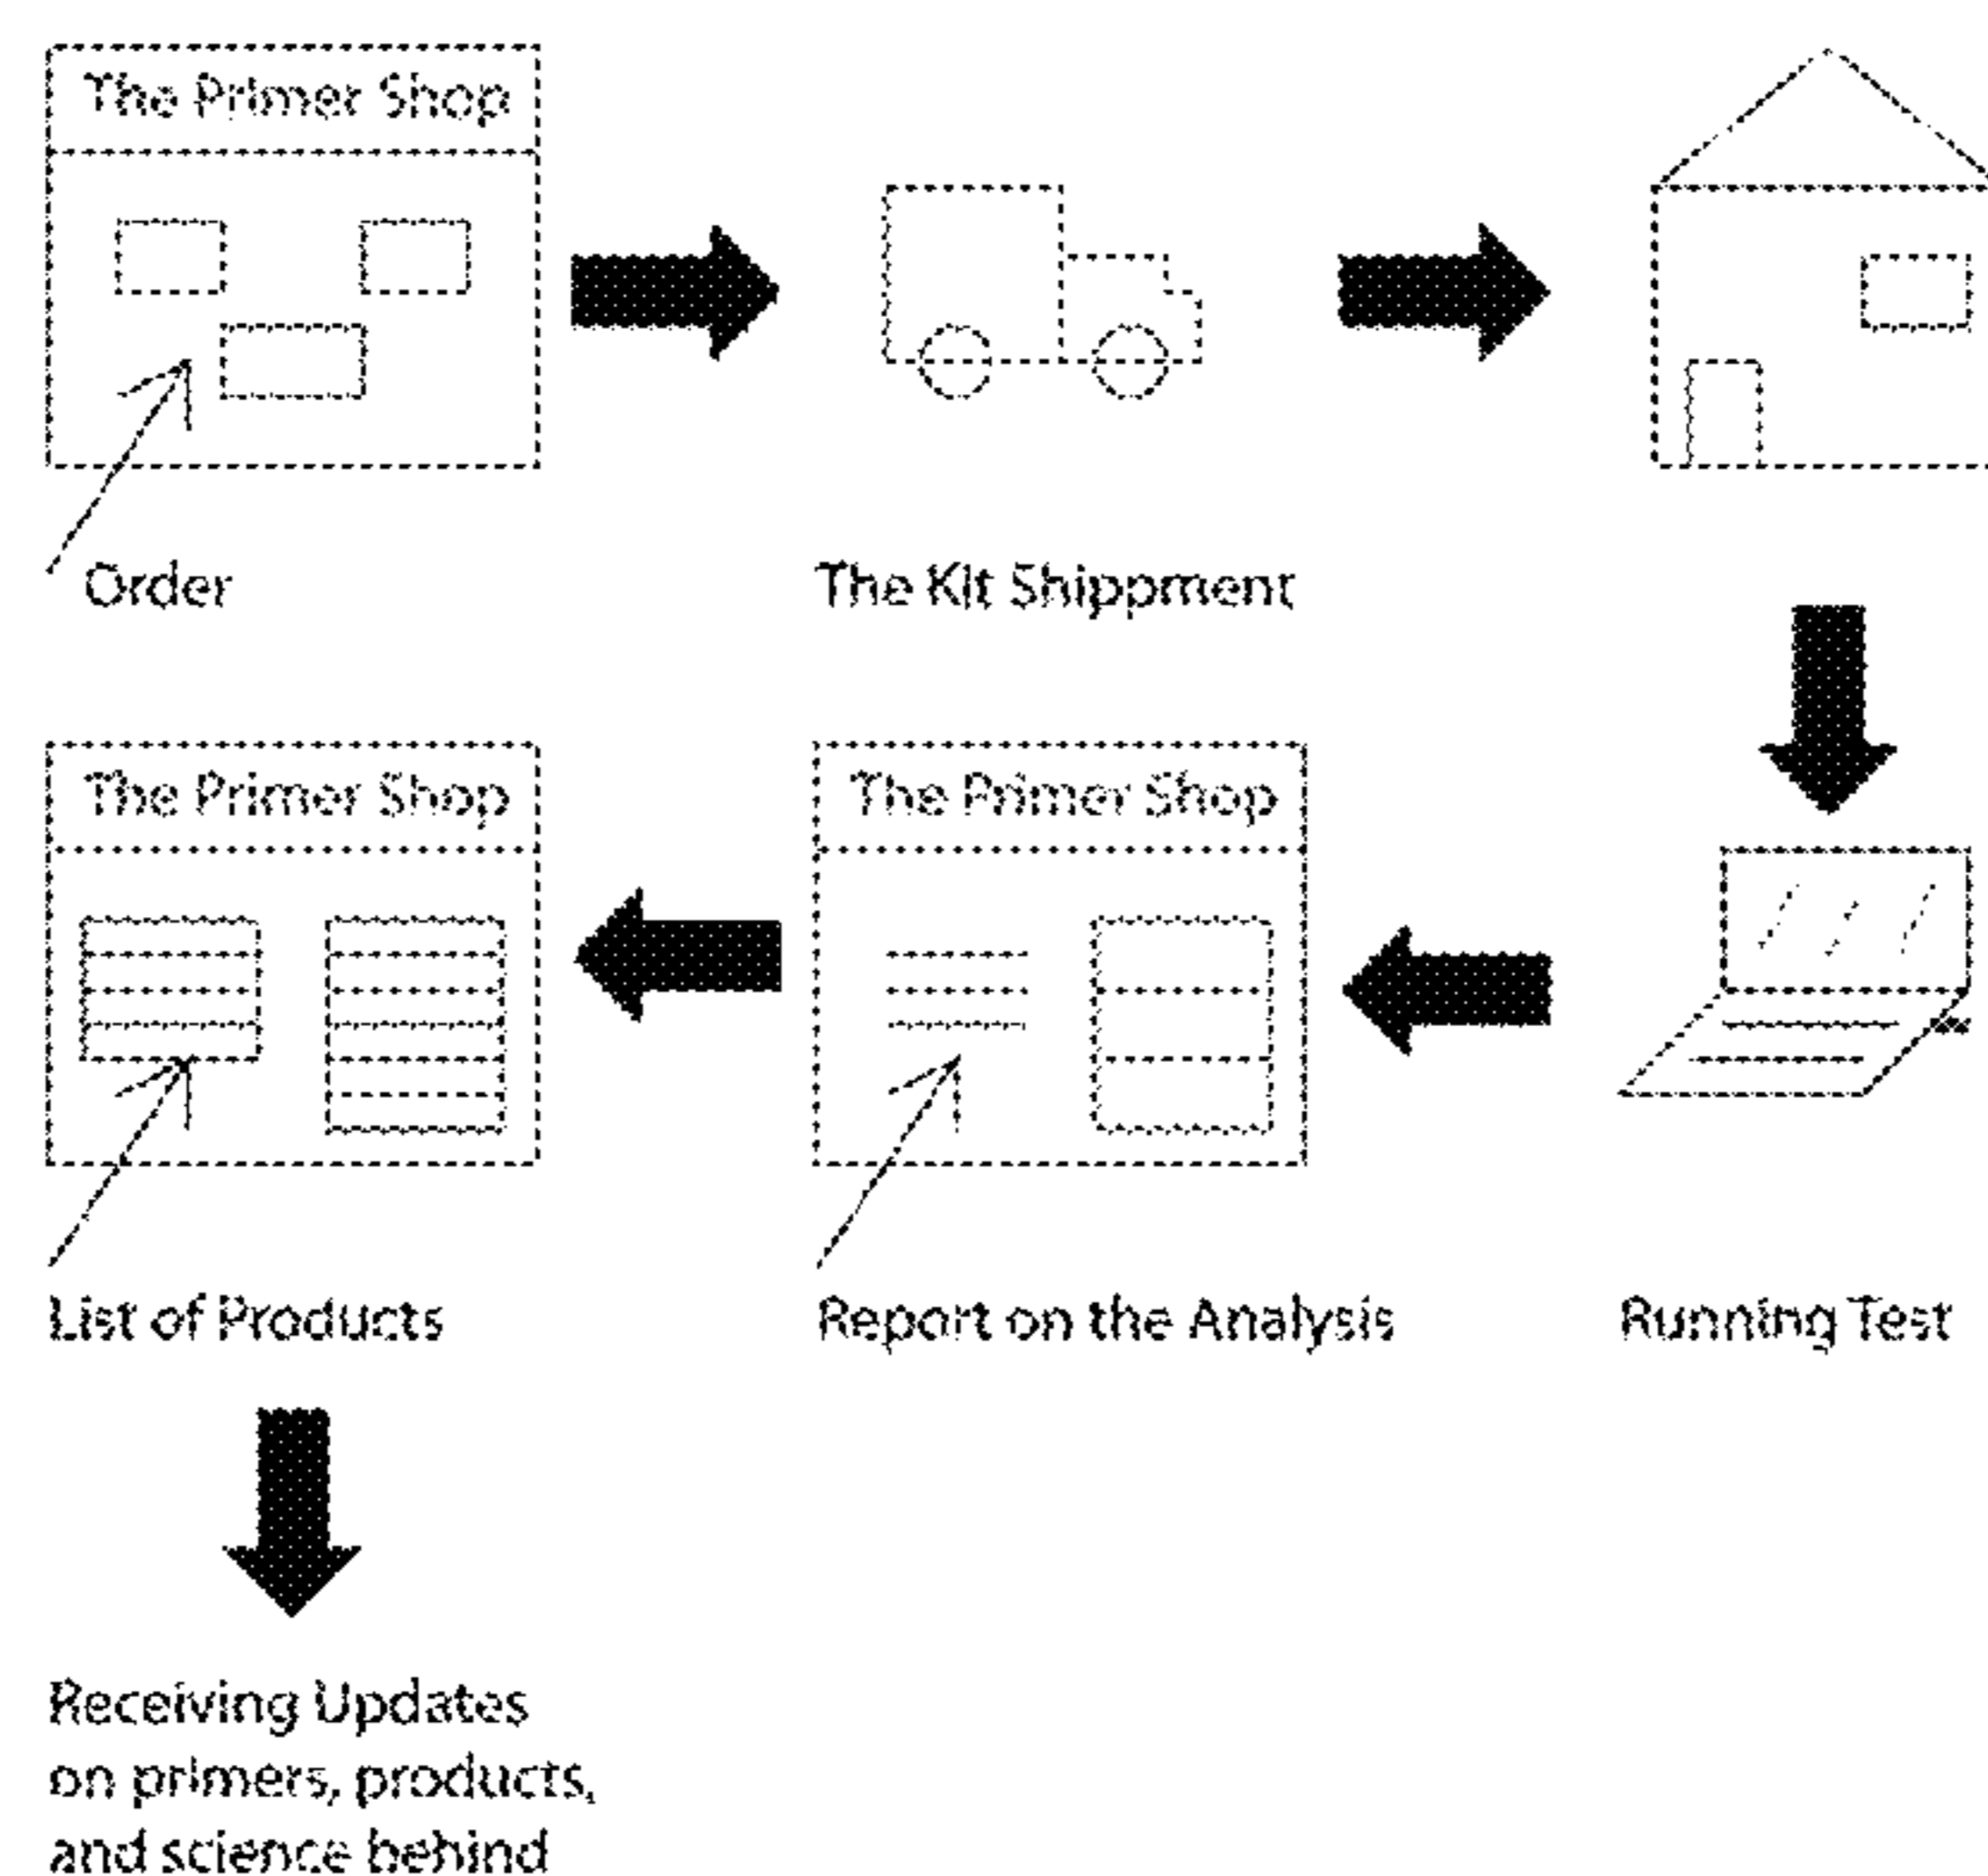 The Primer Shop
Order
The Kit Shippment
The Primer Shop
The Primer Shop
List of Products
Report on the Analysis
Running Test
Receiving Updates
on primers, products,
and science behind